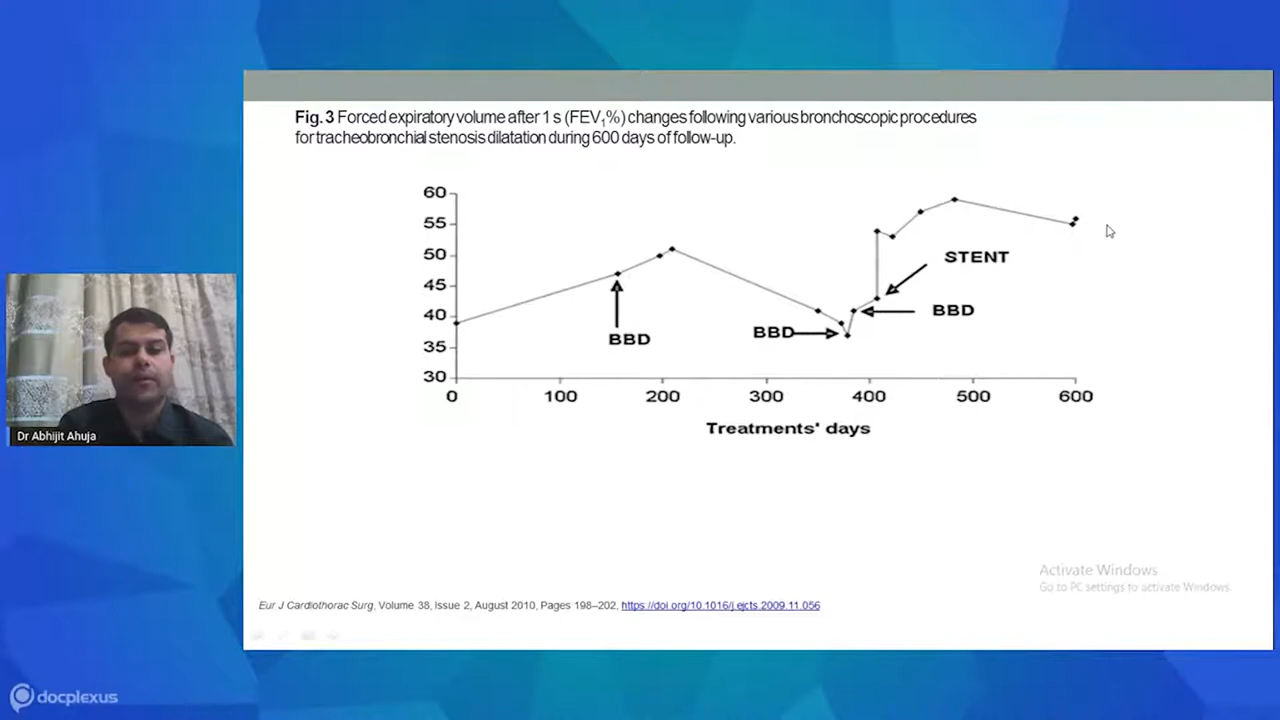 Fig. 3 Forced expiratory volume after 1 s (FEV1%) changes following various bronchoscopic procedures
for tracheobronchial stenosis dilatation during 600 days of follow-up.
60
55
50
45
40
35
30
STENT
BBD
BBD
BBD
0 100 200 300 400 500 600
Treatments' days
Dr Abhijit Ahuja
Activate Windows
Go to PC settings to activate Windows.
Eur J Cardiothorac Surg, Volume 38, Issue 2, August 2010, Pages 198–202, https://doi.org/10.1016/j.ejcts.2009.11.056
docplexus